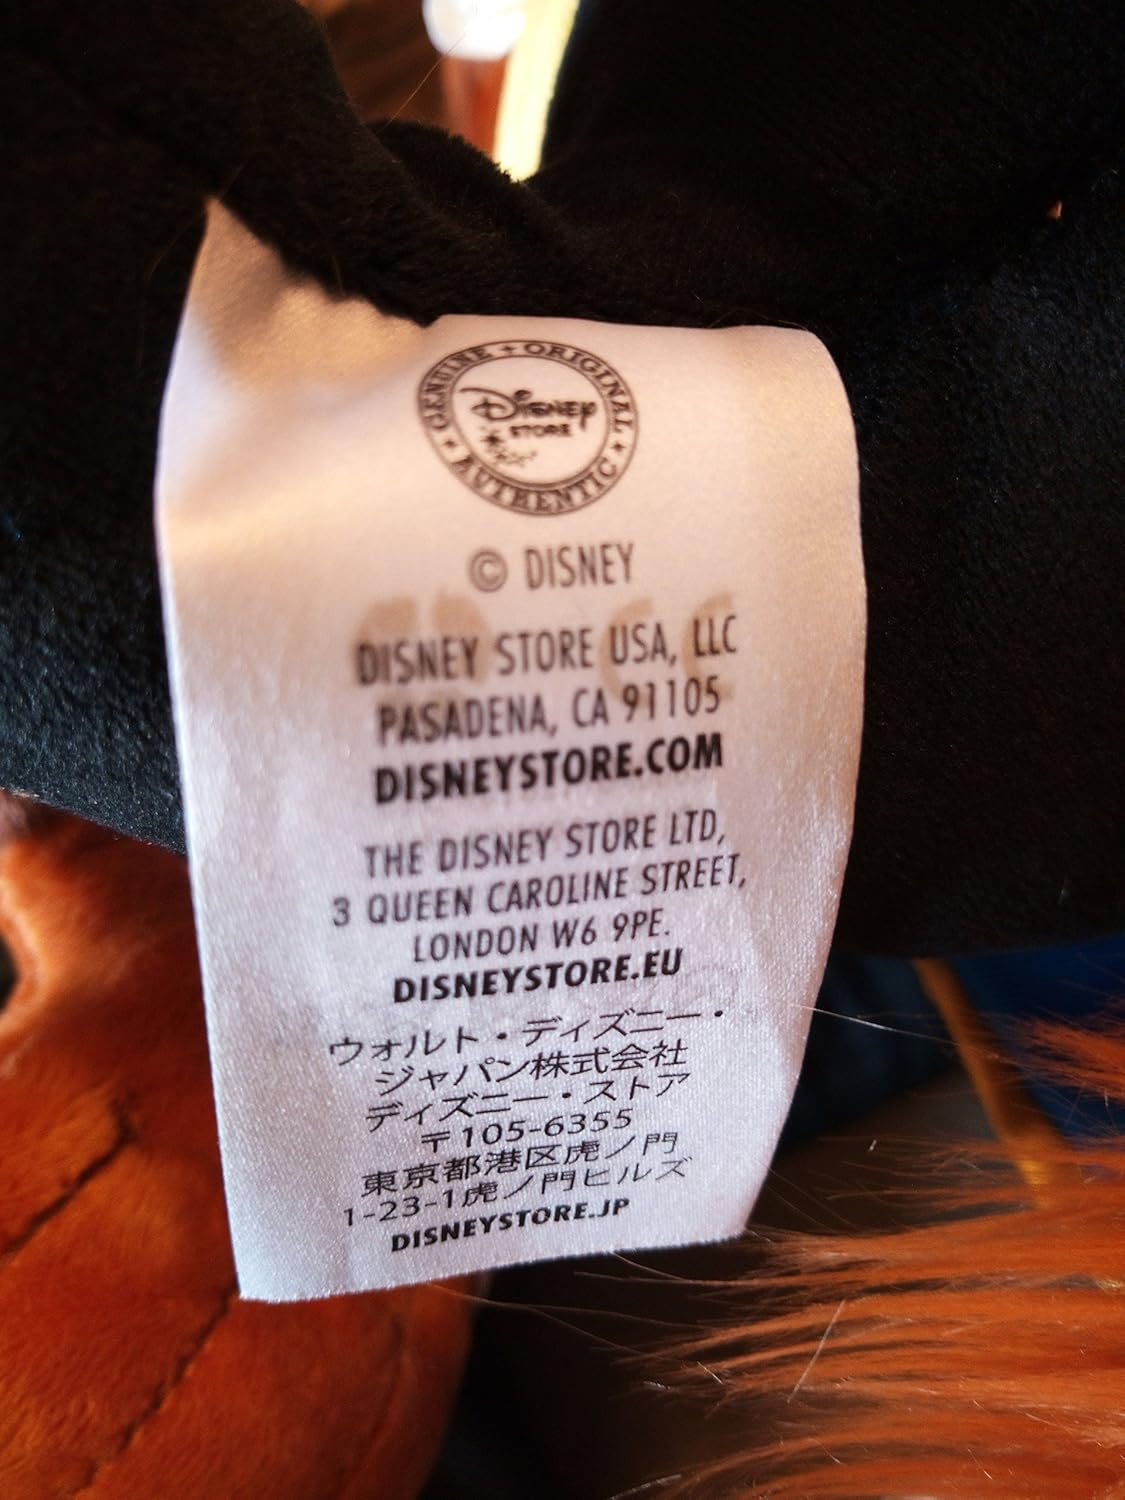 GENUINE + ORIGINAL
Disney
STORE
AUTHENTIC
© DISNEY
DISNEY STORE USA, LLC
PASADENA, CA 91105
DISNEYSTORE.COM
THE DISNEY STORE LTD,
3 QUEEN CAROLINE STREET,
LONDON W6 9PE.
DISNEYSTORE.EU
ウォルト・ディズニー・
ジャパン株式会社
ディズニー・ストア
〒105-6355
東京都港区虎ノ門
1-23-1虎ノ門ヒルズ
DISNEYSTORE.JP